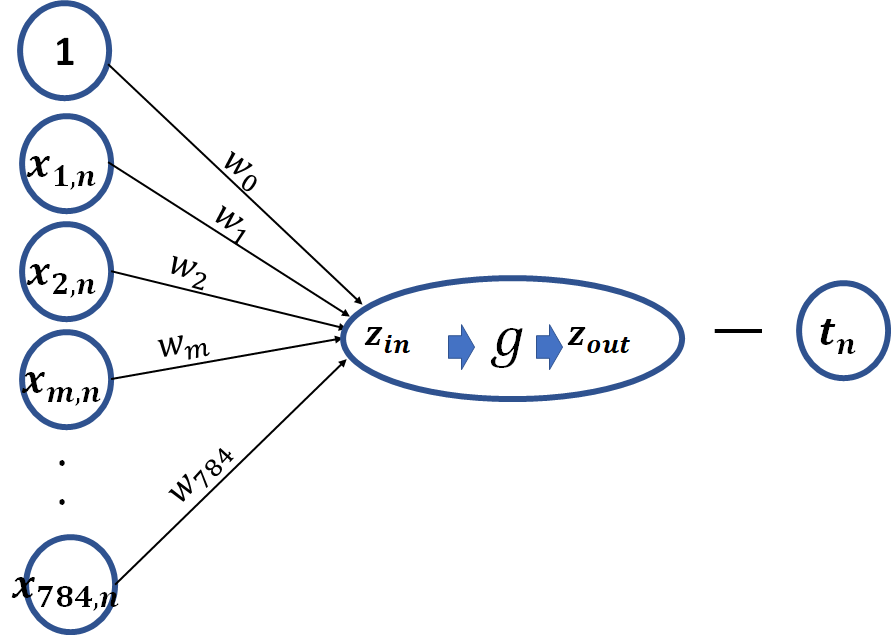 1
x₁,ₙ
x₂,ₙ
xₘ,ₙ
.
.
x₇₈₄,ₙ
w₀
w₁
w₂
wₘ
w₇₈₄
zᵢₙ g zₒᵤₜ
— tₙ